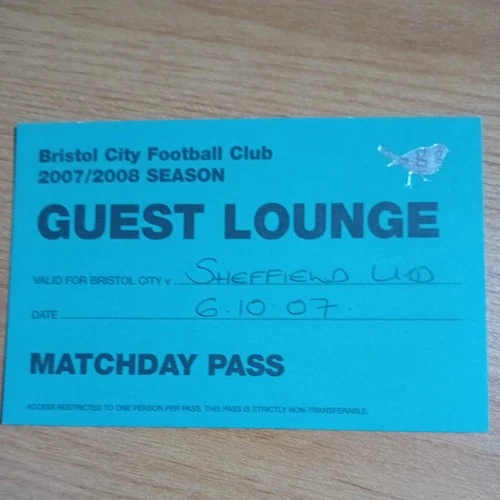 Bristol City Football Club
2007/2008 SEASON
GUEST LOUNGE
VALID FOR BRISTOL CITY v SHEFFIELD UTD
DATE 6.10.07.
MATCHDAY PASS
ACCESS RESTRICTED TO ONE PERSON PER PASS. THIS PASS IS STRICTLY NON-TRANSFERABLE.